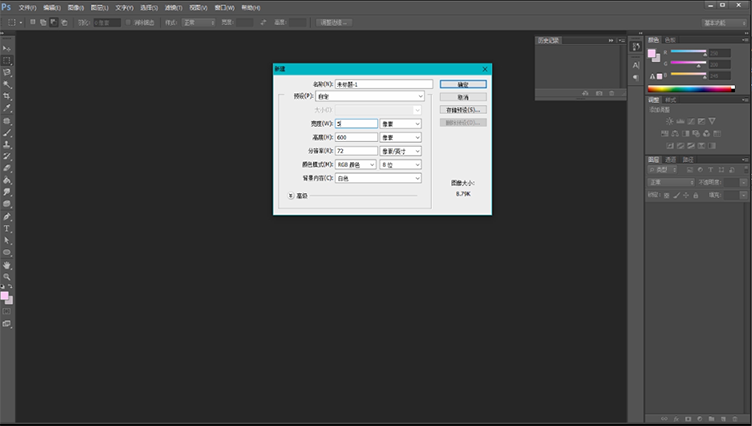 Ps 文件(F) 编辑(E) 图像(I) 图层(L) 文字(Y) 选择(S) 滤镜(T) 视图(V) 窗口(W) 帮助(H)
羽化: 0 像素 消除锯齿 样式: 正常 宽度: 高度: 调整边缘... 基本功能
历史记录
颜色 色板
新建
名称(N): 未标题-1 确定
预设(P): 自定 取消
大小(I): 存储预设(S)...
宽度(W): 5 像素 删除预设(D)...
高度(H): 600 像素
分辨率(R): 72 像素/英寸
颜色模式(M): RGB 颜色 8 位
背景内容(C): 白色
图像大小:
8.79K
高级
调整 样式
添加调整
图层 通道 路径
类型
正常 不透明度:
锁定: 填充: